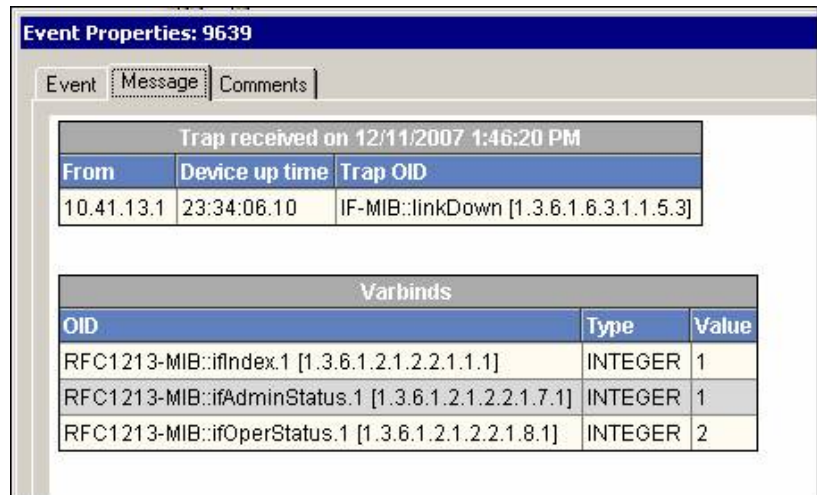 Event Properties: 9639
Event Message Comments
Trap received on 12/11/2007 1:46:20 PM
From Device up time Trap OID
10.41.13.1 23:34:06.10 IF-MIB::linkDown [1.3.6.1.6.3.1.1.5.3]
Varbinds
OID Type Value
RFC1213-MIB::ifIndex.1 [1.3.6.1.2.1.2.2.1.1.1] INTEGER 1
RFC1213-MIB::ifAdminStatus.1 [1.3.6.1.2.1.2.2.1.7.1] INTEGER 1
RFC1213-MIB::ifOperStatus.1 [1.3.6.1.2.1.2.2.1.8.1] INTEGER 2